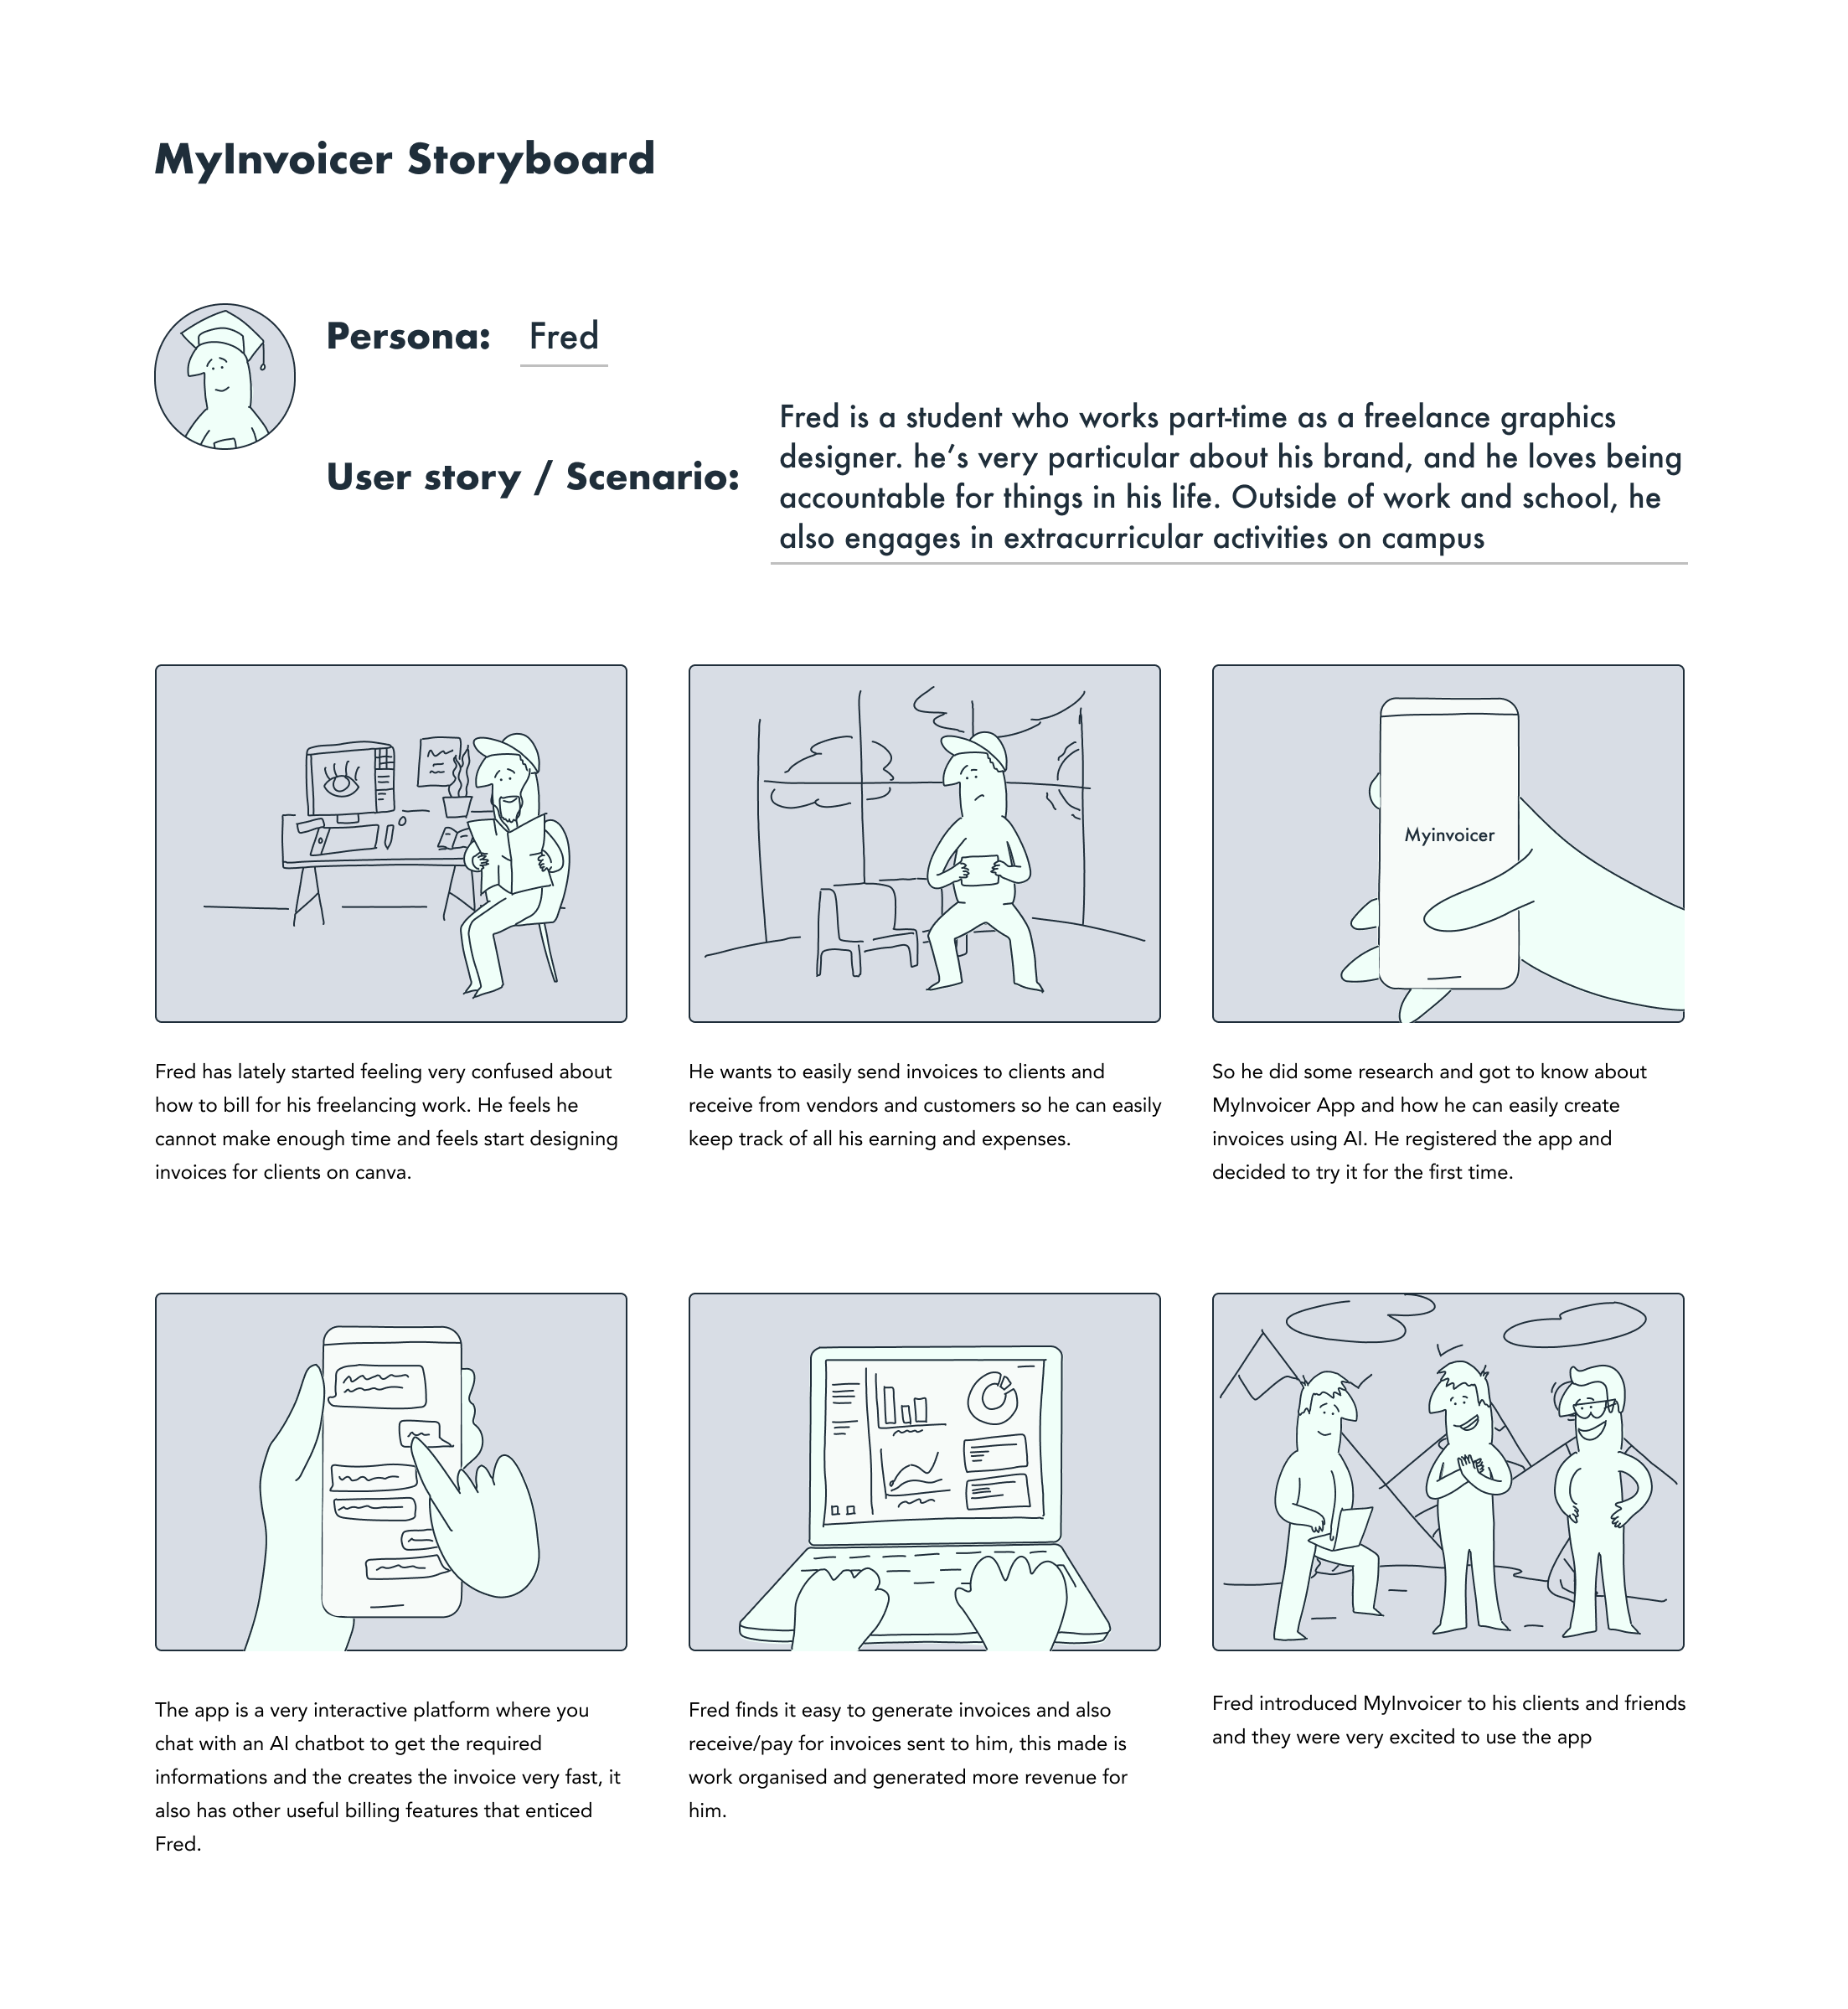 MyInvoicer Storyboard
Persona: Fred
User story / Scenario:
Fred is a student who works part-time as a freelance graphics
designer. he’s very particular about his brand, and he loves being
accountable for things in his life. Outside of work and school, he
also engages in extracurricular activities on campus
Myinvoicer
Fred has lately started feeling very confused about
how to bill for his freelancing work. He feels he
cannot make enough time and feels start designing
invoices for clients on canva.
He wants to easily send invoices to clients and
receive from vendors and customers so he can easily
keep track of all his earning and expenses.
So he did some research and got to know about
MyInvoicer App and how he can easily create
invoices using AI. He registered the app and
decided to try it for the first time.
The app is a very interactive platform where you
chat with an AI chatbot to get the required
informations and the creates the invoice very fast, it
also has other useful billing features that enticed
Fred.
Fred finds it easy to generate invoices and also
receive/pay for invoices sent to him, this made is
work organised and generated more revenue for
him.
Fred introduced MyInvoicer to his clients and friends
and they were very excited to use the app